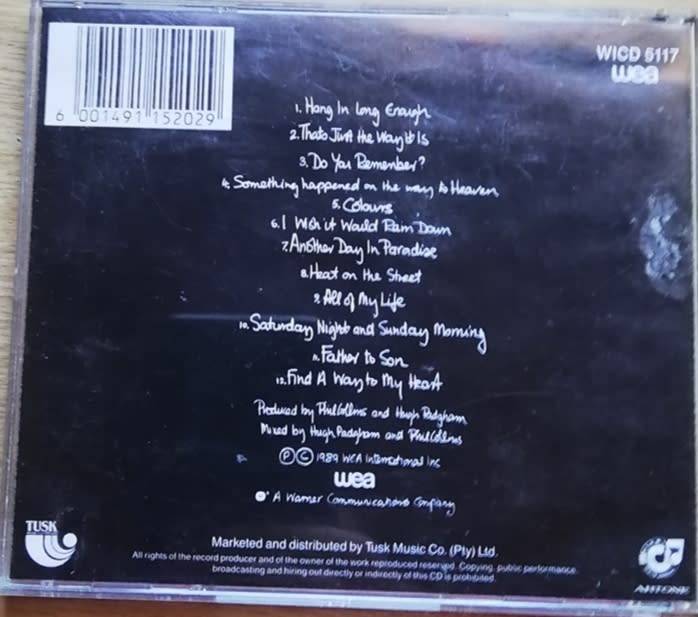 WICD 5117
wea
6 001491 152029
1. Hang In Long Enough
2. Thats Just the Way It Is
3. Do You Remember?
4. Something happened on the way to Heaven
5. Colours
6. I Wish it Would Rain Down
7. Another Day In Paradise
8. Heat on the Street
9. All of My Life
10. Saturday Night and Sunday Morning
11. Father to Son
12. Find A Way to My Heart
Produced by Phil Collins and Hugh Padgham
Mixed by Hugh Padgham and Phil Collins
Ⓟ © 1989 WEA International Inc
wea
A Warner Communications Company
TUSK
Marketed and distributed by Tusk Music Co. (Pty) Ltd.
All rights of the record producer and of the owner of the work reproduced reserved. Copying, public performance,
broadcasting and hiring out directly or indirectly of this CD is prohibited.